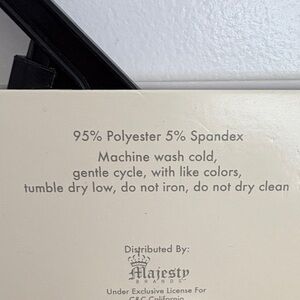 95% Polyester 5% Spandex
Machine wash cold,
gentle cycle, with like colors,
tumble dry low, do not iron, do not dry clean
Distributed By:
Majesty
BRANDS
Under Exclusive License For
C&C California